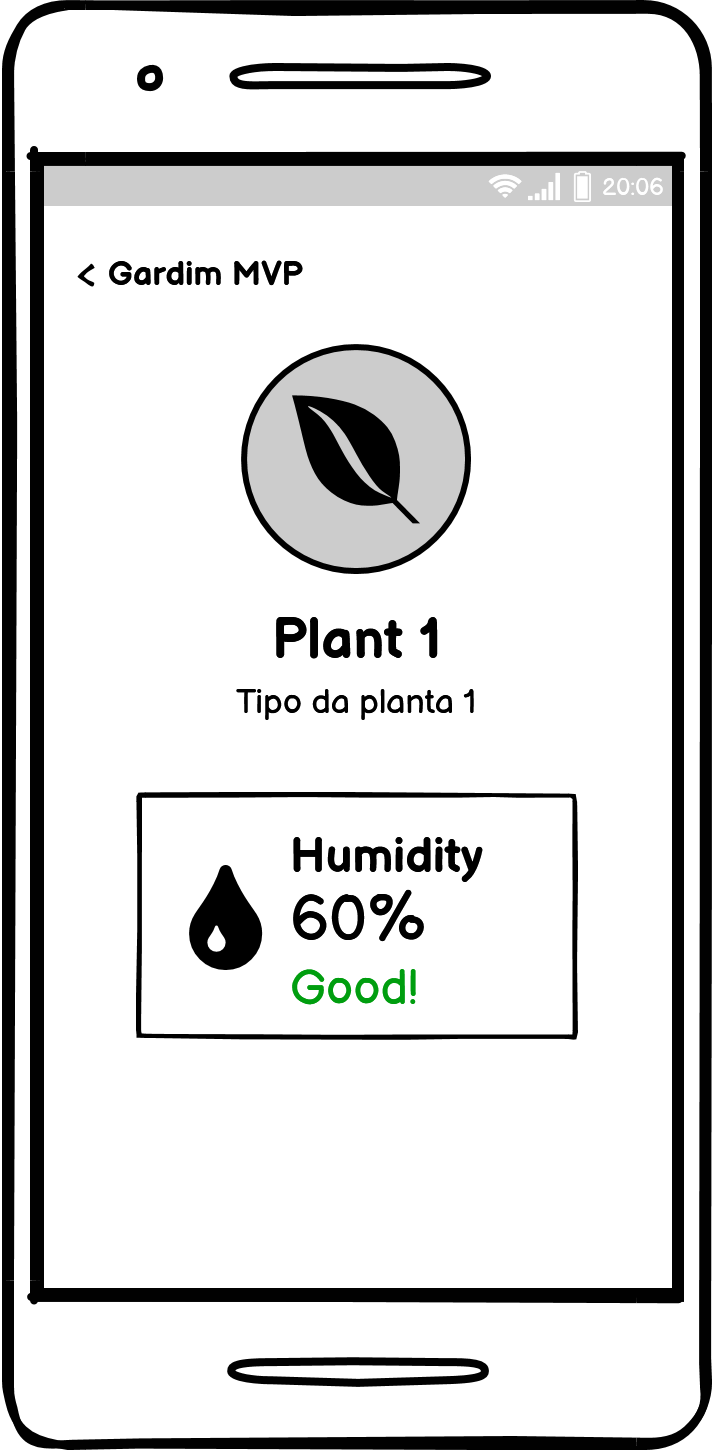 20:06
< Gardim MVP
Plant 1
Tipo da planta 1
Humidity
60%
Good!